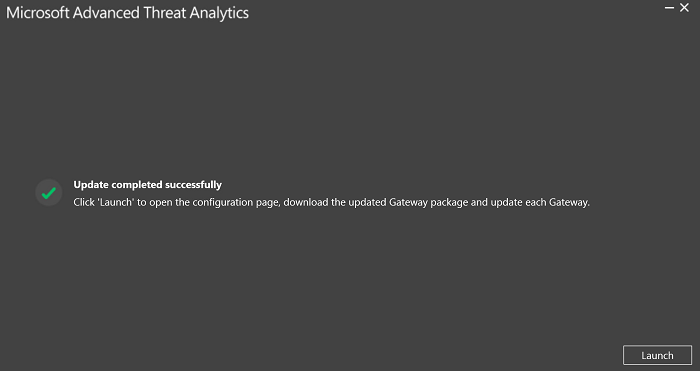 Microsoft Advanced Threat Analytics
Update completed successfully
Click 'Launch' to open the configuration page, download the updated Gateway package and update each Gateway.
Launch